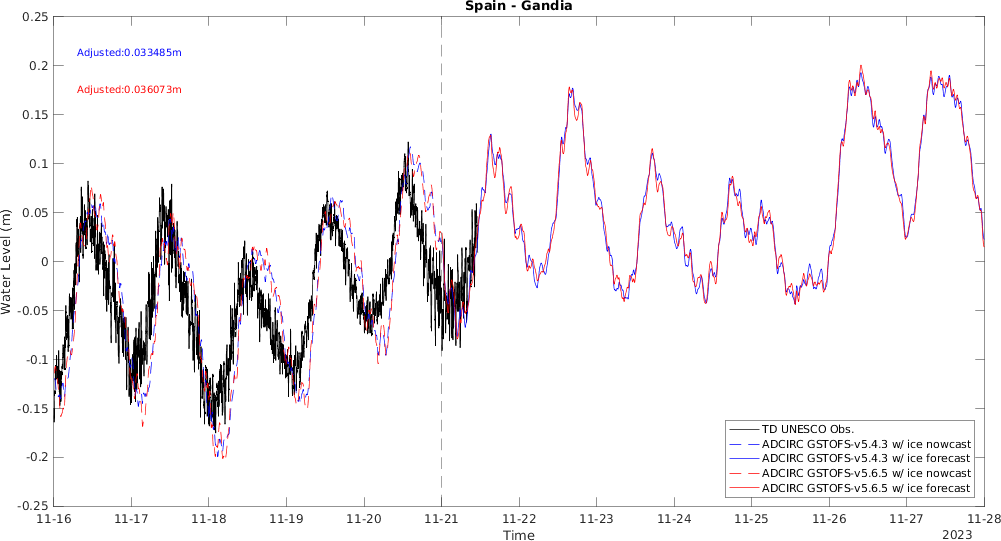 Spain - Gandia
0.25
0.2
0.15
0.1
0.05
0
-0.05
-0.1
-0.15
-0.2
-0.25
Water Level (m)
Adjusted:0.033485m
Adjusted:0.036073m
TD UNESCO Obs.
ADCIRC GSTOFS-v5.4.3 w/ ice nowcast
ADCIRC GSTOFS-v5.4.3 w/ ice forecast
ADCIRC GSTOFS-v5.6.5 w/ ice nowcast
ADCIRC GSTOFS-v5.6.5 w/ ice forecast
11-16 11-17 11-18 11-19 11-20 11-21 11-22 11-23 11-24 11-25 11-26 11-27 11-28
Time
2023